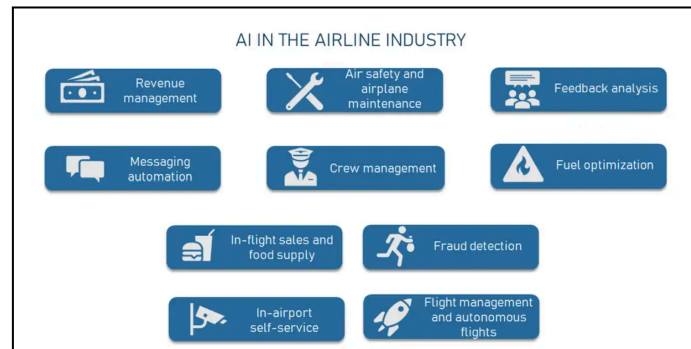 AI IN THE AIRLINE INDUSTRY
Revenue
management
Air safety and
airplane
maintenance
Feedback analysis
Messaging
automation
Crew management
Fuel optimization
In-flight sales and
food supply
Fraud detection
In-airport
self-service
Flight management
and autonomous
flights